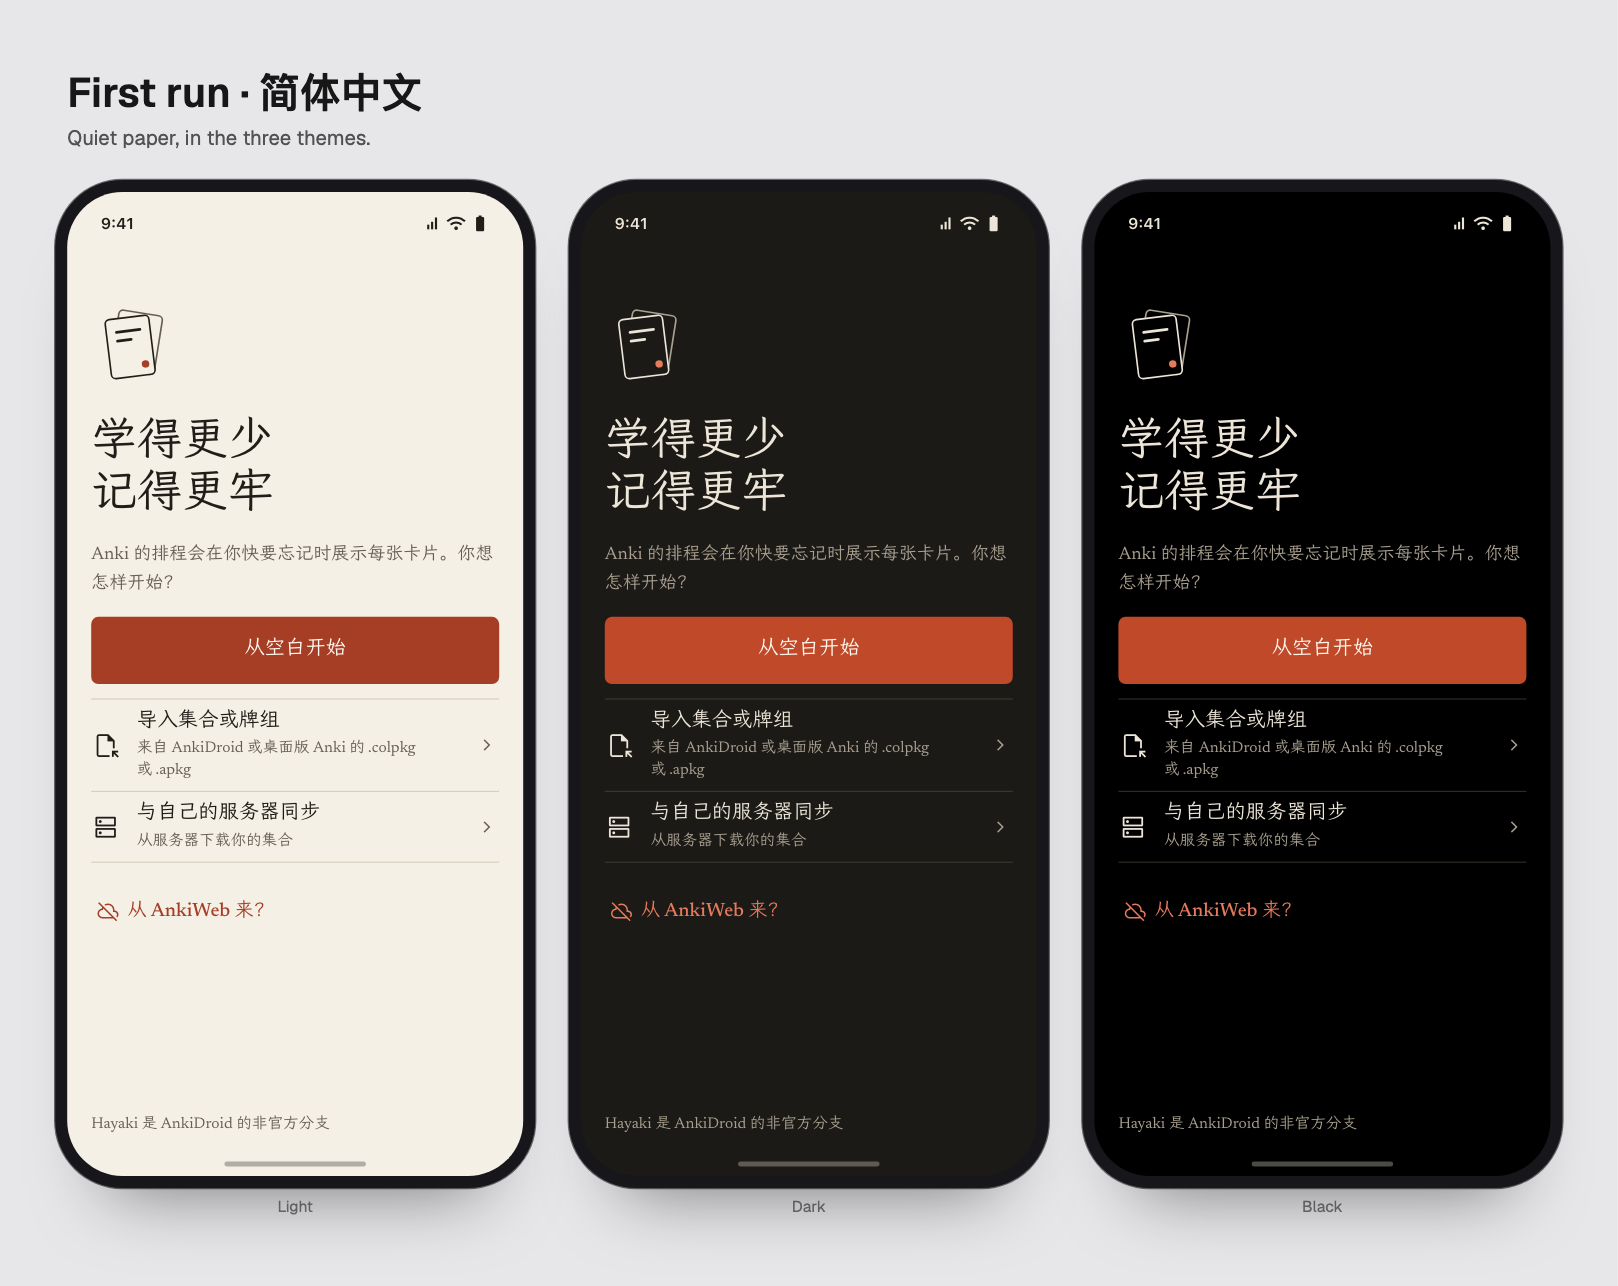 First run · 简体中文
Quiet paper, in the three themes.
9:41
学得更少
记得更牢
Anki 的排程会在你快要忘记时展示每张卡片。你想
怎样开始?
从空白开始
导入集合或牌组
来自 AnkiDroid 或桌面版 Anki 的 .colpkg
或 .apkg
与自己的服务器同步
从服务器下载你的集合
从 AnkiWeb 来?
Hayaki 是 AnkiDroid 的非官方分支
Light
9:41
学得更少
记得更牢
Anki 的排程会在你快要忘记时展示每张卡片。你想
怎样开始?
从空白开始
导入集合或牌组
来自 AnkiDroid 或桌面版 Anki 的 .colpkg
或 .apkg
与自己的服务器同步
从服务器下载你的集合
从 AnkiWeb 来?
Hayaki 是 AnkiDroid 的非官方分支
Dark
9:41
学得更少
记得更牢
Anki 的排程会在你快要忘记时展示每张卡片。你想
怎样开始?
从空白开始
导入集合或牌组
来自 AnkiDroid 或桌面版 Anki 的 .colpkg
或 .apkg
与自己的服务器同步
从服务器下载你的集合
从 AnkiWeb 来?
Hayaki 是 AnkiDroid 的非官方分支
Black